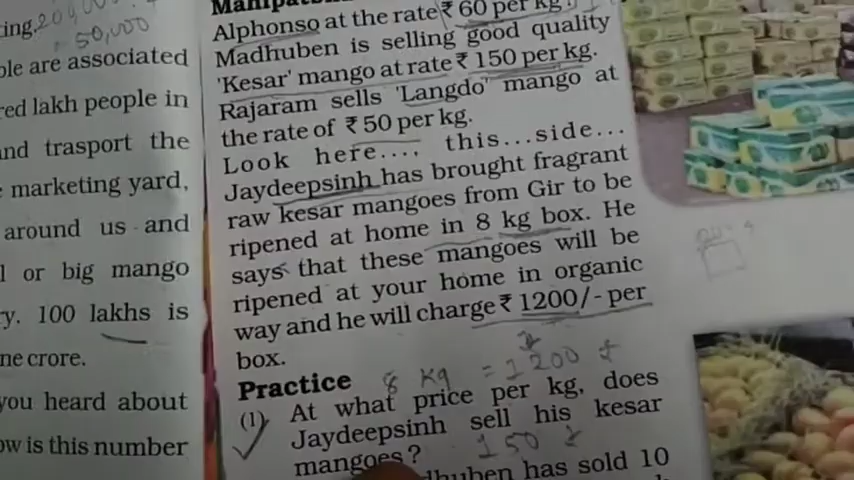 ting. 200,000
50,000
ble are associated
red lakh people in
and trasport the
marketing yard,
around us and
l or big mango
y. 100 lakhs is
ne crore.
you heard about
ow is this number
Alphonso at the rate ₹ 60 per kg.
Madhuben is selling good quality
'Kesar' mango at rate ₹ 150 per kg.
Rajaram sells 'Langdo' mango at
the rate of ₹ 50 per kg.
Look here.... this...side...
Jaydeepsinh has brought fragrant
raw kesar mangoes from Gir to be
ripened at home in 8 kg box. He
says that these mangoes will be
ripened at your home in organic
way and he will charge ₹ 1200/- per
box.
Practice 8 Kg = 1200 ₹
(1) At what price per kg, does
Jaydeepsinh sell his kesar
mangoes? 150 ₹
dhuben has sold 10